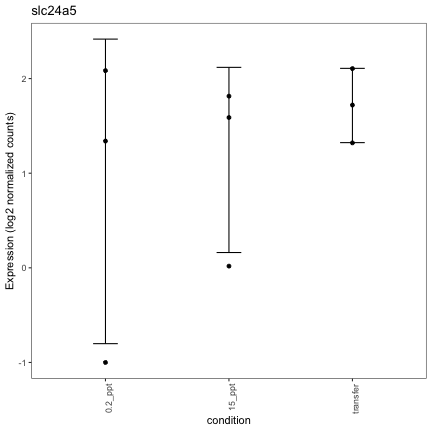 slc24a5
Expression (log2 normalized counts)
2
1
0
-1
0.2_ppt
15_ppt
transfer
condition